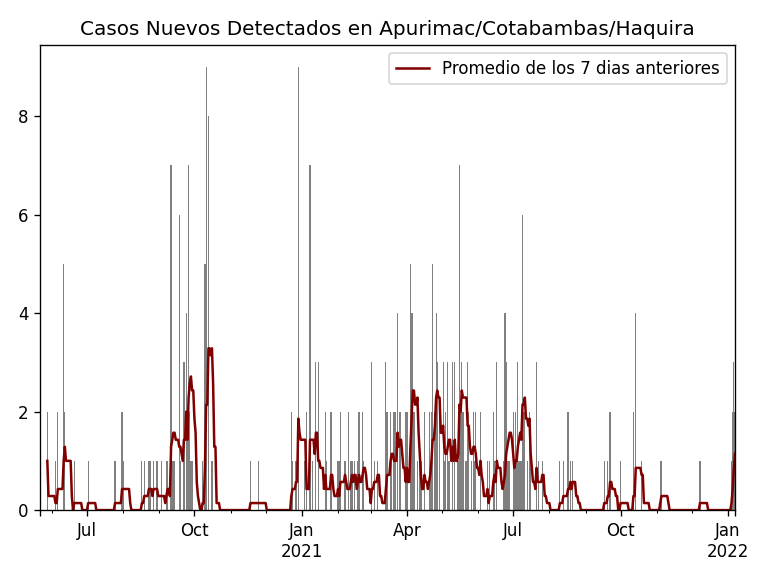 Casos Nuevos Detectados en Apurimac/Cotabambas/Haquira
Promedio de los 7 dias anteriores
8
6
4
2
0
Jul Oct Jan Apr Jul Oct Jan
2021 2022